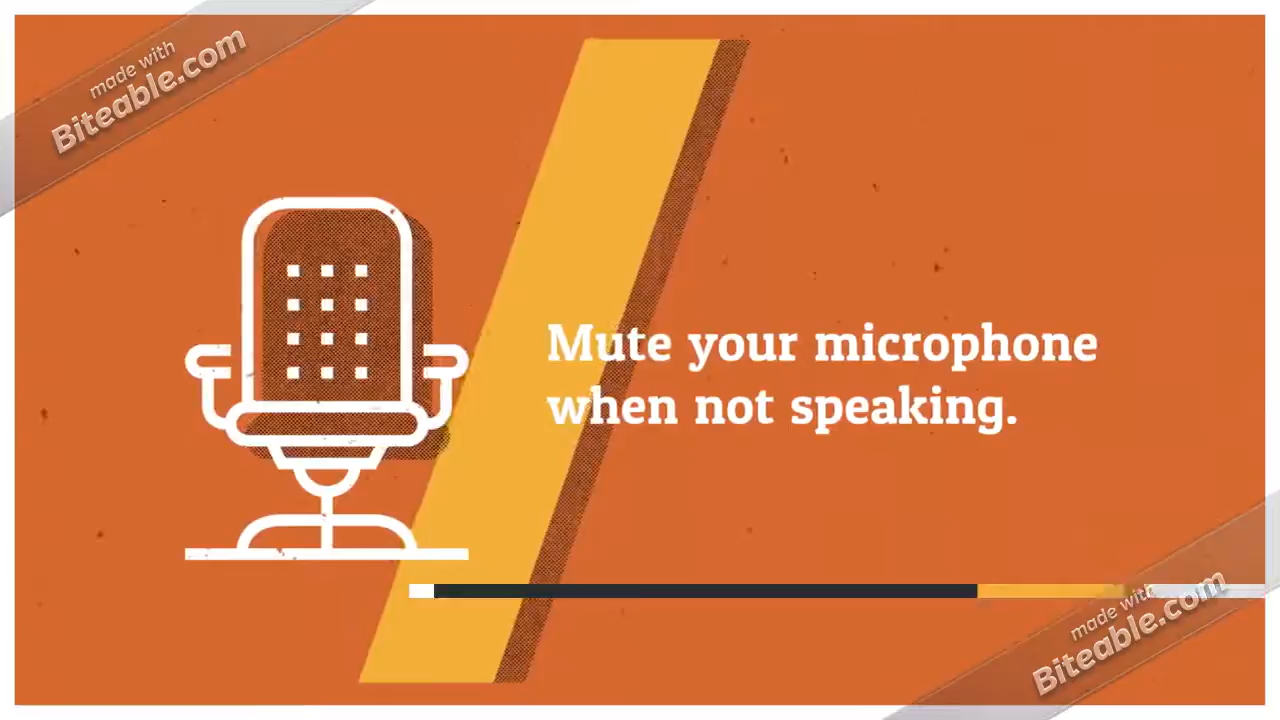 made with
Biteable.com
Mute your microphone
when not speaking.
made with
Biteable.com